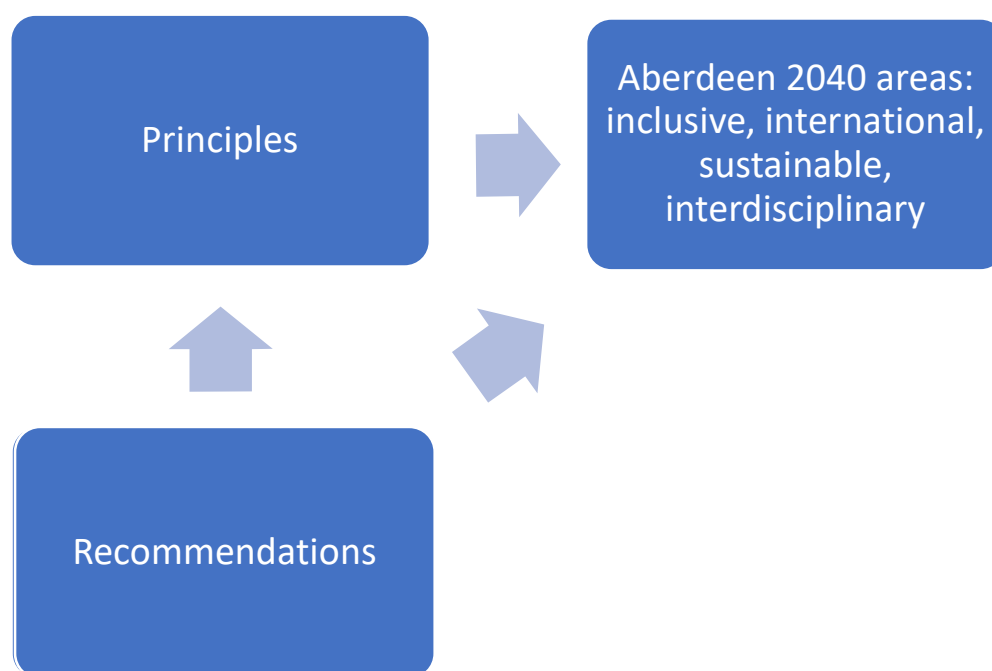 Principles
Aberdeen 2040 areas:
inclusive, international,
sustainable,
interdisciplinary
Recommendations